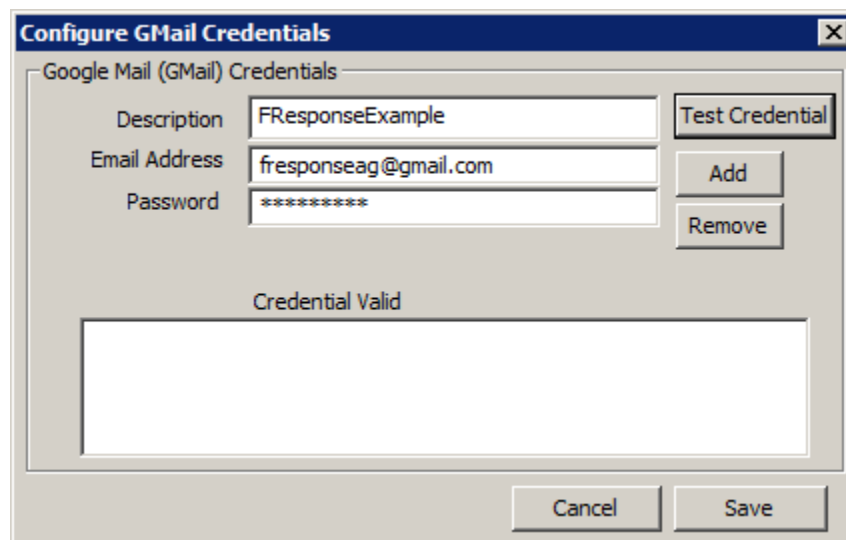 Configure GMail Credentials
Google Mail (GMail) Credentials
Description FResponseExample Test Credential
Email Address fresponseag@gmail.com Add
Password *********
Remove
Credential Valid
Cancel Save